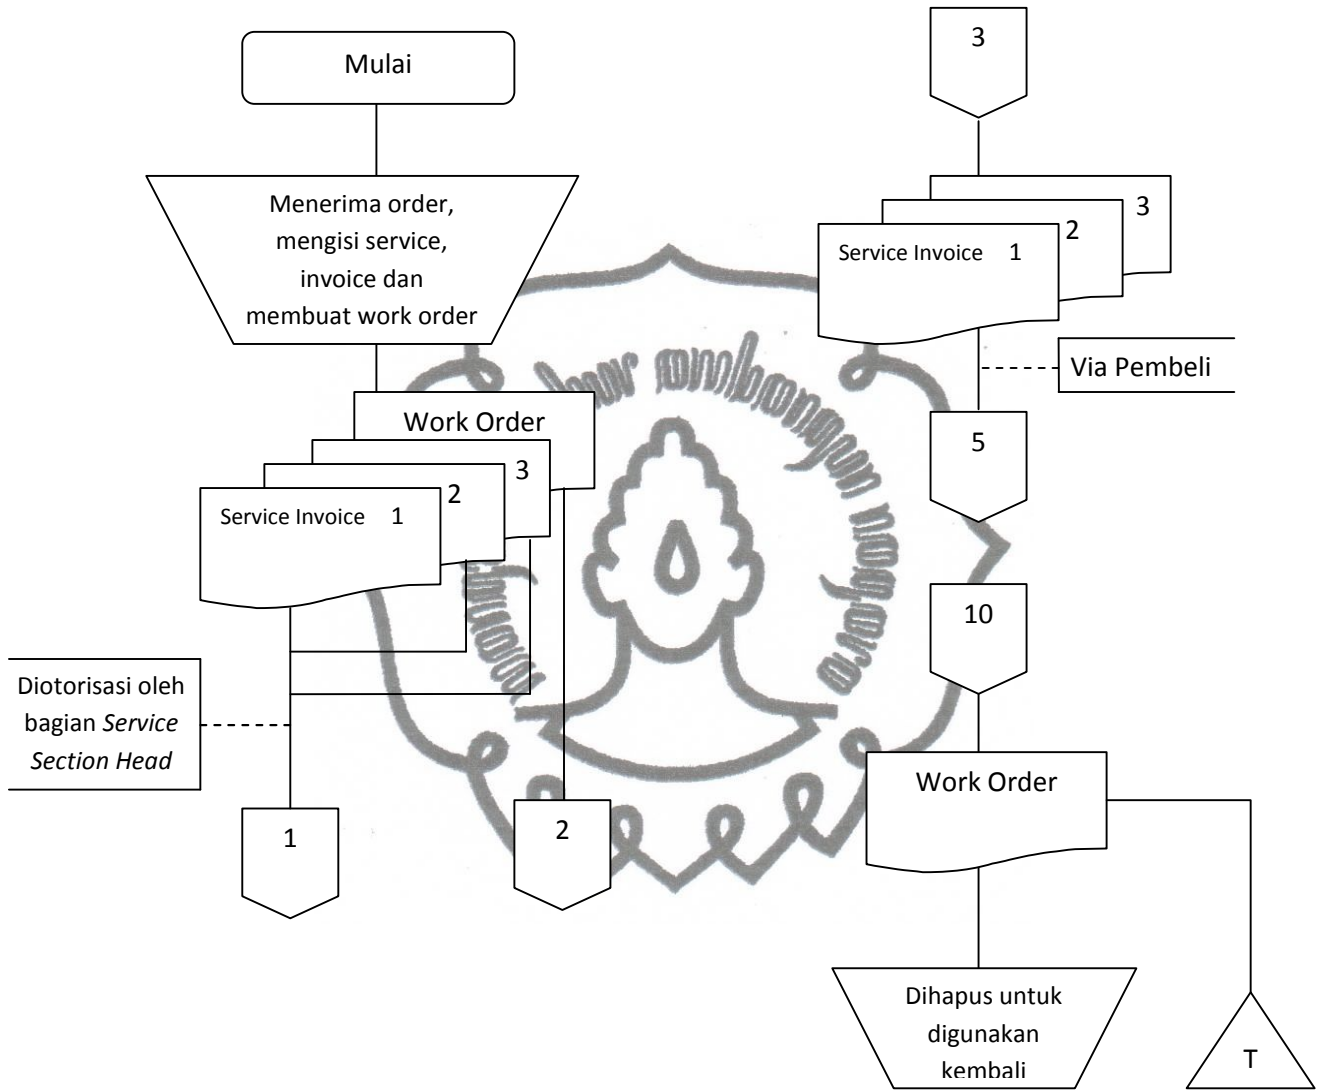 Mulai
Menerima order,
mengisi service,
invoice dan
membuat work order
Work Order
3
2
Service Invoice 1
Diotorisasi oleh
bagian Service
Section Head
1
2
3
3
2
Service Invoice 1
Via Pembeli
5
10
Work Order
Dihapus untuk
digunakan
kembali
T